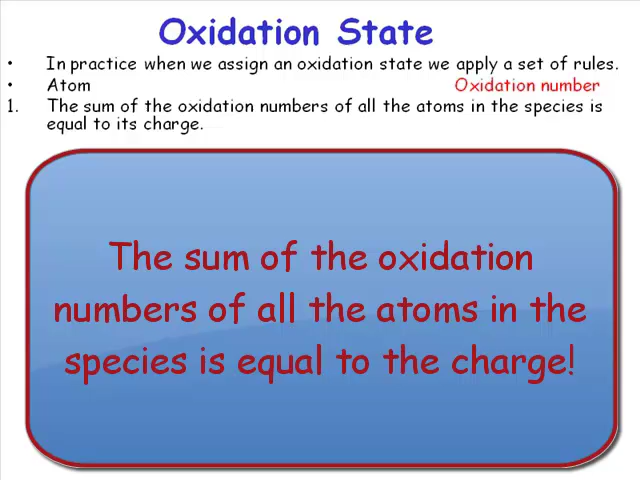 Oxidation State
• In practice when we assign an oxidation state we apply a set of rules.
• Atom Oxidation number
1. The sum of the oxidation numbers of all the atoms in the species is
equal to its charge.
The sum of the oxidation
numbers of all the atoms in the
species is equal to the charge!